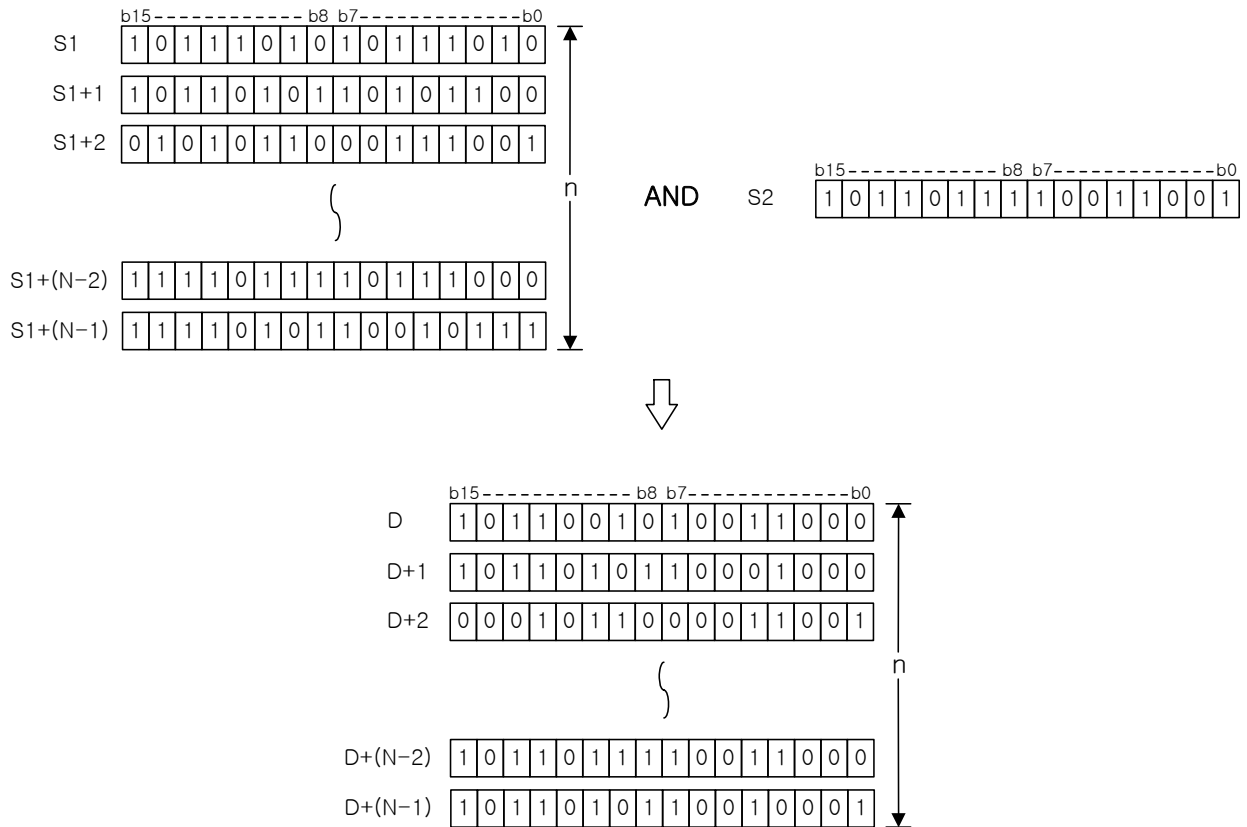 b15 b8 b7 b0
S1 1 0 1 1 1 0 1 0 1 0 1 1 1 0 1 0
S1+1 1 0 1 1 0 1 0 1 1 0 1 0 1 1 0 0
S1+2 0 1 0 1 0 1 1 0 0 0 1 1 1 0 0 1
n
AND
b15 b8 b7 b0
S2 1 0 1 1 0 1 1 1 1 0 0 1 1 0 0 1
S1+(N-2) 1 1 1 1 0 1 1 1 1 0 1 1 1 0 0 0
S1+(N-1) 1 1 1 1 0 1 0 1 1 0 0 1 0 1 1 1
b15 b8 b7 b0
D 1 0 1 1 0 0 1 0 1 0 0 1 1 0 0 0
D+1 1 0 1 1 0 1 0 1 1 0 0 0 1 0 0 0
D+2 0 0 0 1 0 1 1 0 0 0 0 1 1 0 0 1
n
D+(N-2) 1 0 1 1 0 1 1 1 1 0 0 1 1 0 0 0
D+(N-1) 1 0 1 1 0 1 0 1 1 0 0 1 0 0 0 1